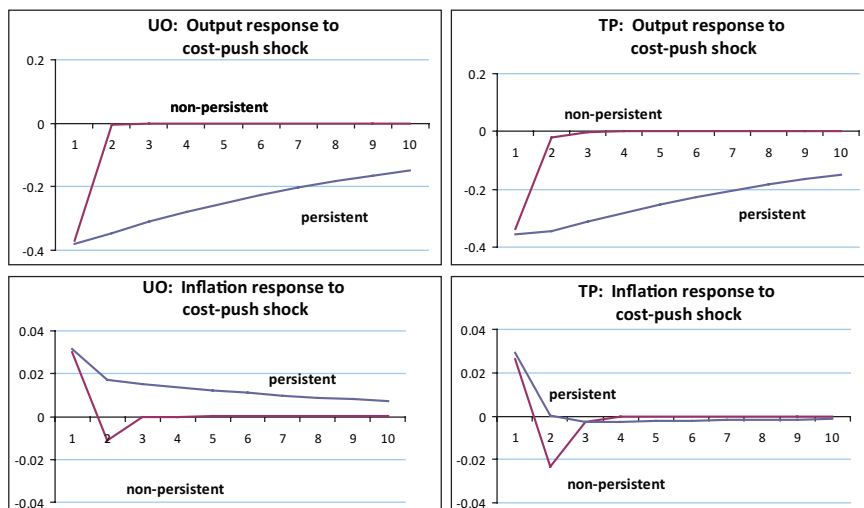 UO: Output response to
cost-push shock
0.2
non-persistent
0
1 2 3 4 5 6 7 8 9 10
-0.2
persistent
-0.4
TP: Output response to
cost-push shock
0.2
non-persistent
0
1 2 3 4 5 6 7 8 9 10
-0.2
persistent
-0.4
UO: Inflation response to
cost-push shock
0.04
0.02
persistent
0
1 2 3 4 5 6 7 8 9 10
-0.02
non-persistent
-0.04
TP: Inflation response to
cost-push shock
0.04
0.02
persistent
0
1 2 3 4 5 6 7 8 9 10
-0.02
non-persistent
-0.04